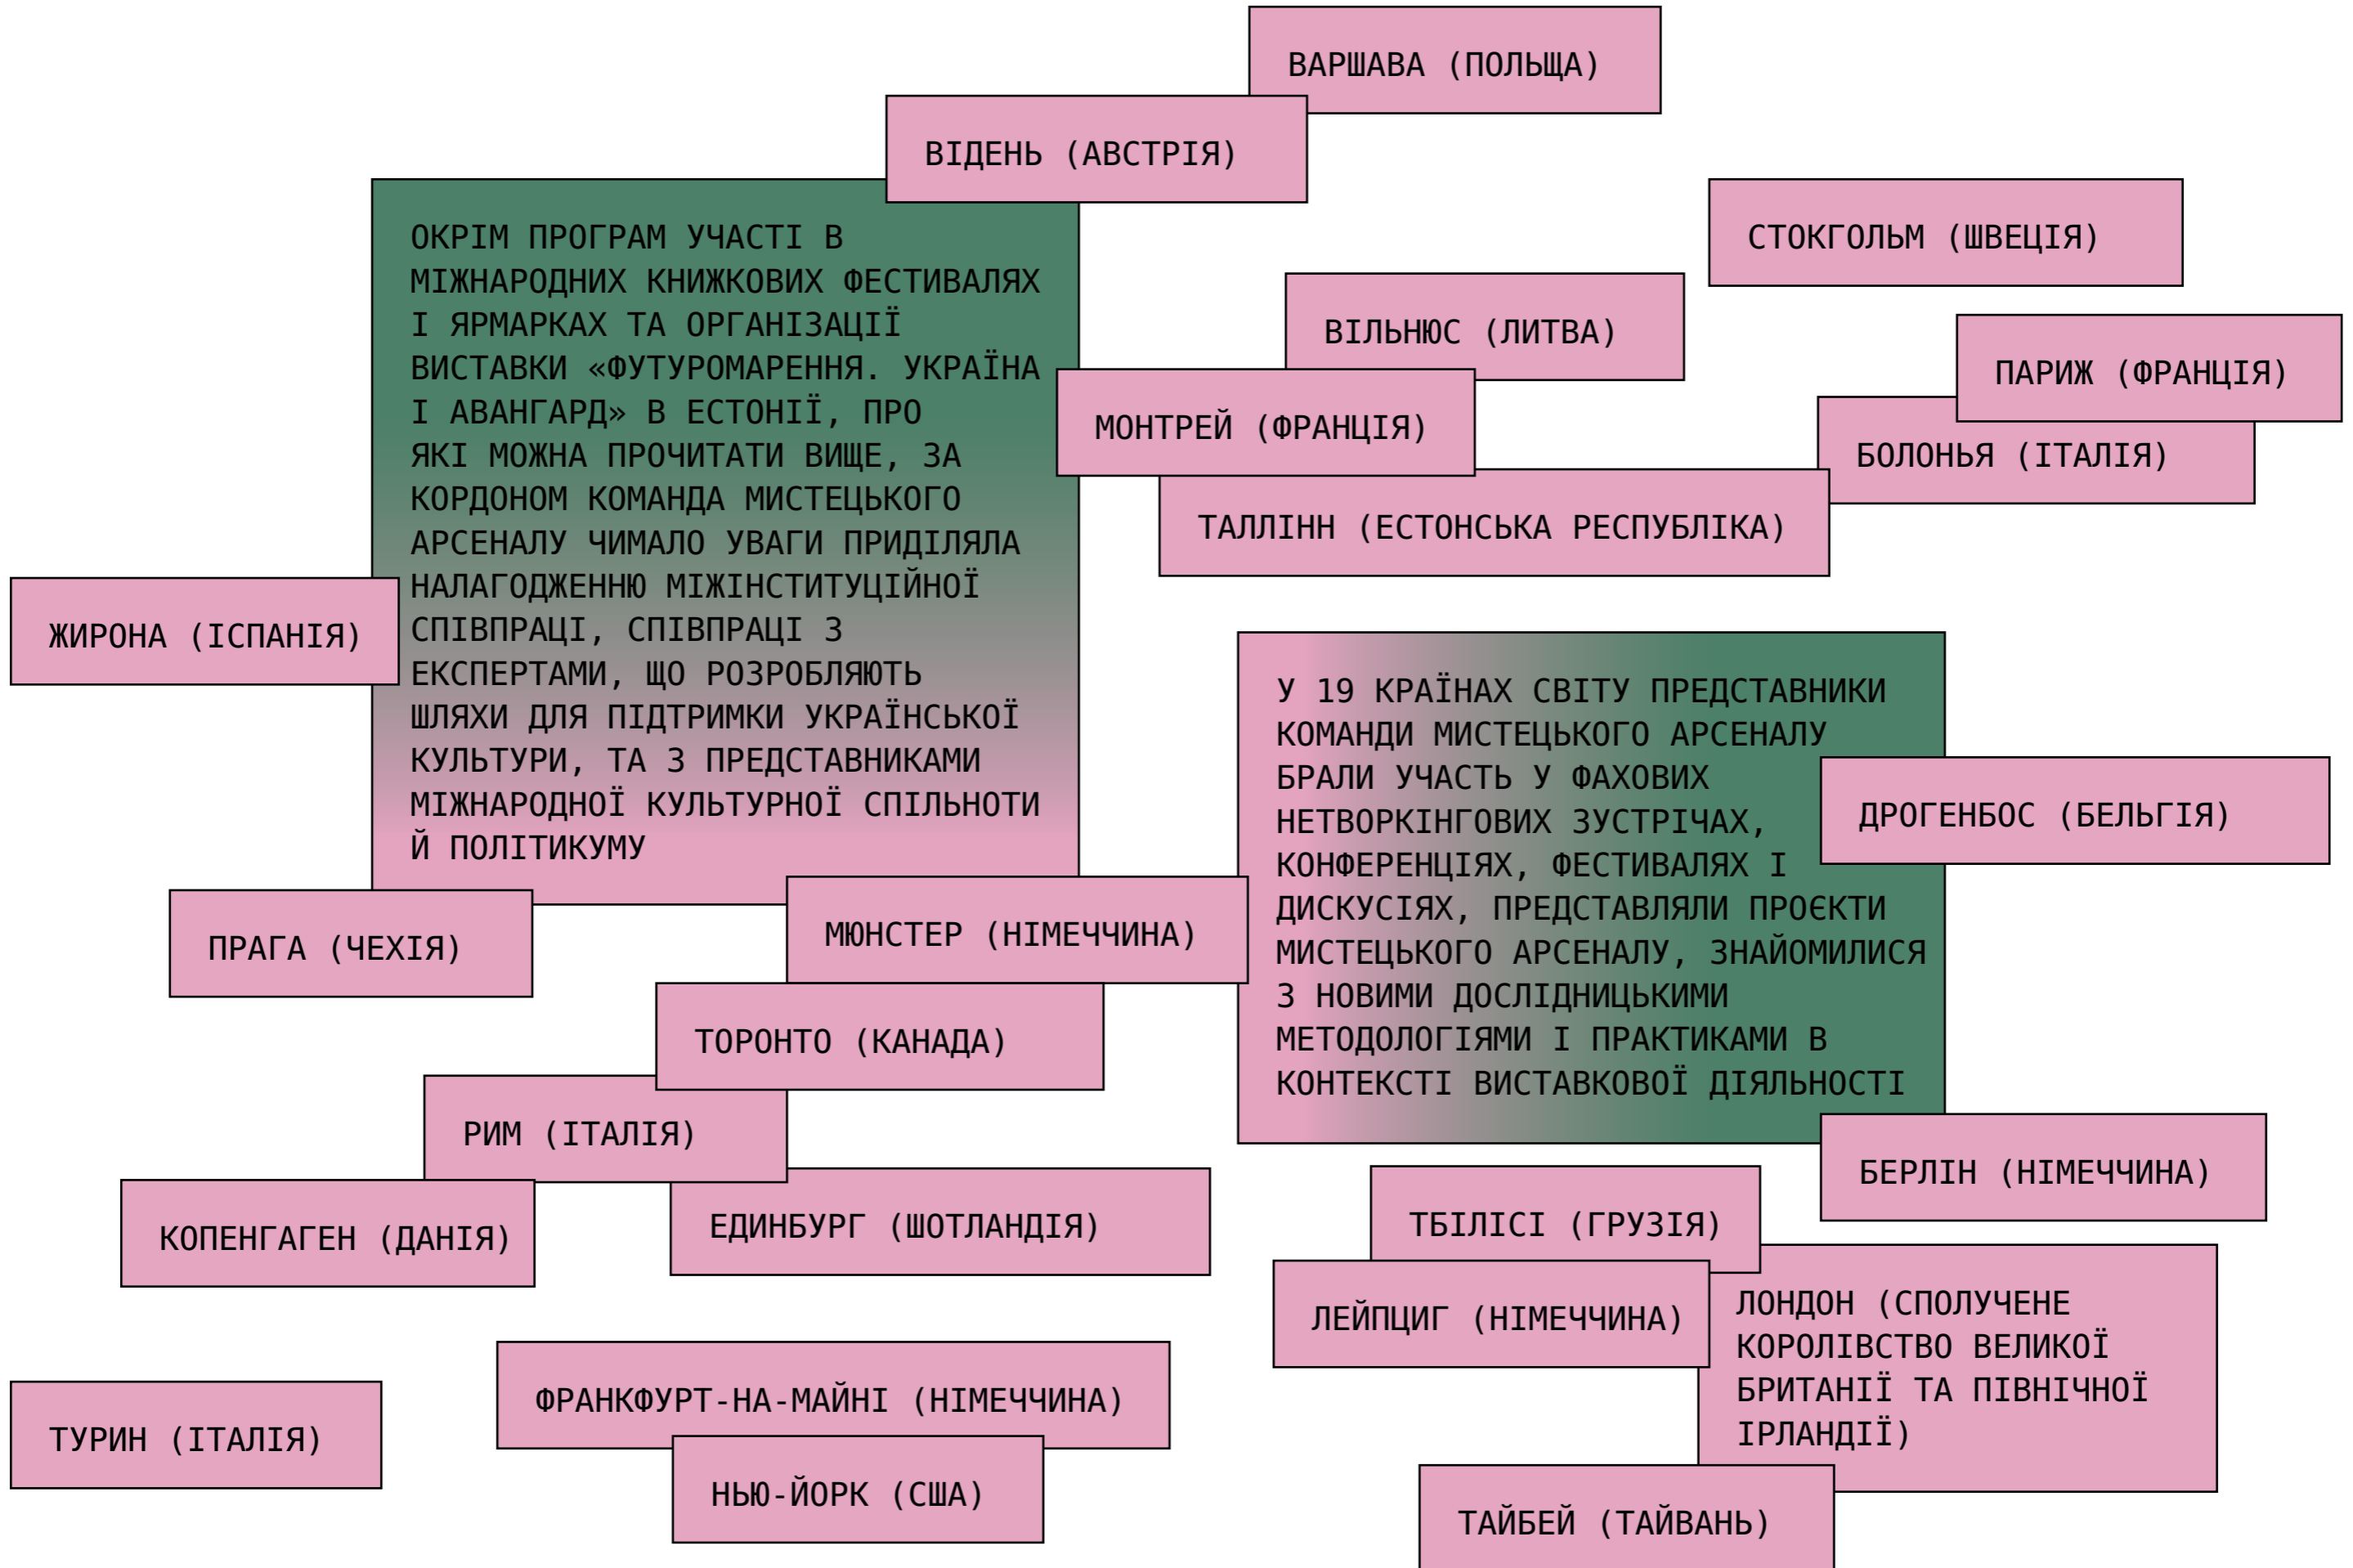 ВАРШАВА (ПОЛЬЩА)
ВІДЕНЬ (АВСТРІЯ)
СТОКГОЛЬМ (ШВЕЦІЯ)
ОКРІМ ПРОГРАМ УЧАСТІ В
МІЖНАРОДНИХ КНИЖКОВИХ ФЕСТИВАЛЯХ
І ЯРМАРКАХ ТА ОРГАНІЗАЦІЇ
ВИСТАВКИ «ФУТУРОМАРЕННЯ. УКРАЇНА
І АВАНГАРД» В ЕСТОНІЇ, ПРО
ЯКІ МОЖНА ПРОЧИТАТИ ВИЩЕ, ЗА
КОРДОНОМ КОМАНДА МИСТЕЦЬКОГО
АРСЕНАЛУ ЧИМАЛО УВАГИ ПРИДІЛЯЛА
НАЛАГОДЖЕННЮ МІЖІНСТИТУЦІЙНОЇ
СПІВПРАЦІ, СПІВПРАЦІ З
ЕКСПЕРТАМИ, ЩО РОЗРОБЛЯЮТЬ
ШЛЯХИ ДЛЯ ПІДТРИМКИ УКРАЇНСЬКОЇ
КУЛЬТУРИ, ТА З ПРЕДСТАВНИКАМИ
МІЖНАРОДНОЇ КУЛЬТУРНОЇ СПІЛЬНОТИ
Й ПОЛІТИКУМУ
ВІЛЬНЮС (ЛИТВА)
ПАРИЖ (ФРАНЦІЯ)
МОНТРЕЙ (ФРАНЦІЯ)
БОЛОНЬЯ (ІТАЛІЯ)
ТАЛЛІНН (ЕСТОНСЬКА РЕСПУБЛІКА)
ЖИРОНА (ІСПАНІЯ)
У 19 КРАЇНАХ СВІТУ ПРЕДСТАВНИКИ
КОМАНДИ МИСТЕЦЬКОГО АРСЕНАЛУ
БРАЛИ УЧАСТЬ У ФАХОВИХ
НЕТВОРКІНГОВИХ ЗУСТРІЧАХ,
КОНФЕРЕНЦІЯХ, ФЕСТИВАЛЯХ І
ДИСКУСІЯХ, ПРЕДСТАВЛЯЛИ ПРОЄКТИ
МИСТЕЦЬКОГО АРСЕНАЛУ, ЗНАЙОМИЛИСЯ
З НОВИМИ ДОСЛІДНИЦЬКИМИ
МЕТОДОЛОГІЯМИ І ПРАКТИКАМИ В
КОНТЕКСТІ ВИСТАВКОВОЇ ДІЯЛЬНОСТІ
ДРОГЕНБОС (БЕЛЬГІЯ)
ПРАГА (ЧЕХІЯ)
МЮНСТЕР (НІМЕЧЧИНА)
ТОРОНТО (КАНАДА)
РИМ (ІТАЛІЯ)
БЕРЛІН (НІМЕЧЧИНА)
КОПЕНГАГЕН (ДАНІЯ)
ЕДИНБУРГ (ШОТЛАНДІЯ)
ТБІЛІСІ (ГРУЗІЯ)
ЛЕЙПЦИГ (НІМЕЧЧИНА)
ЛОНДОН (СПОЛУЧЕНЕ
КОРОЛІВСТВО ВЕЛИКОЇ
БРИТАНІЇ ТА ПІВНІЧНОЇ
ІРЛАНДІЇ)
ФРАНКФУРТ-НА-МАЙНІ (НІМЕЧЧИНА)
ТУРИН (ІТАЛІЯ)
НЬЮ-ЙОРК (США)
ТАЙБЕЙ (ТАЙВАНЬ)